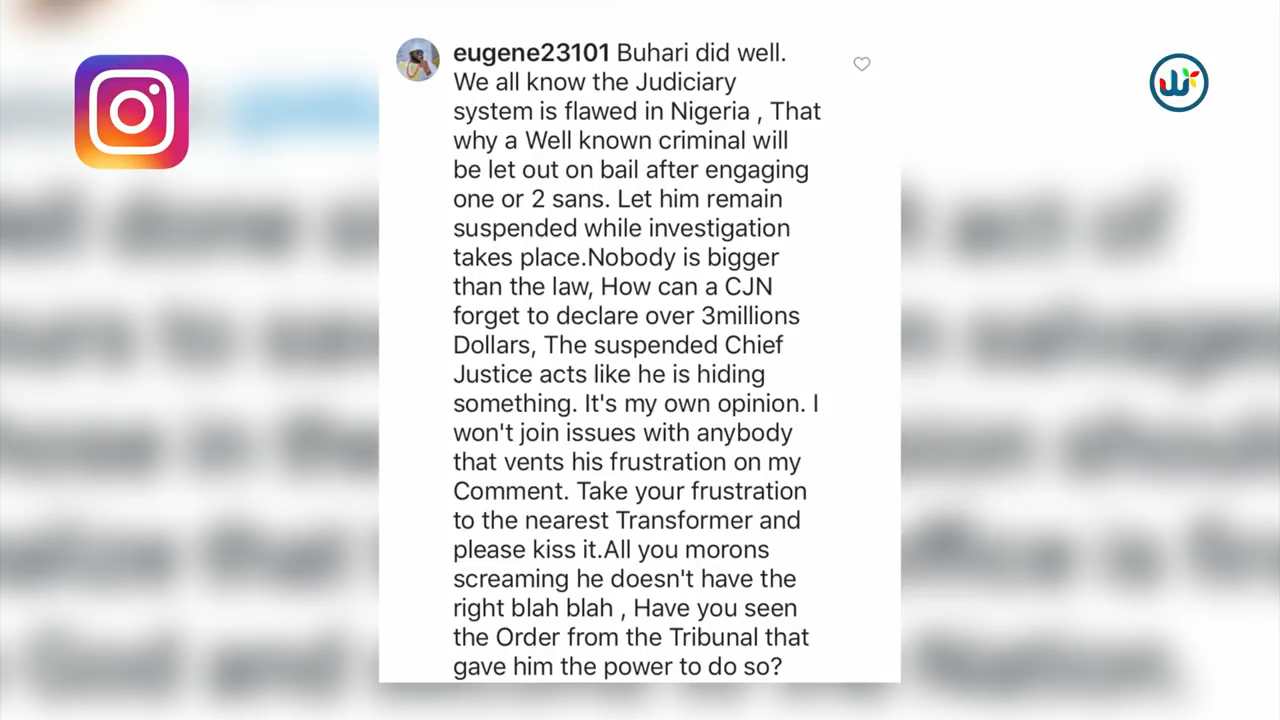 eugene23101 Buhari did well.
We all know the Judiciary
system is flawed in Nigeria , That
why a Well known criminal will
be let out on bail after engaging
one or 2 sans. Let him remain
suspended while investigation
takes place.Nobody is bigger
than the law, How can a CJN
forget to declare over 3millions
Dollars, The suspended Chief
Justice acts like he is hiding
something. It's my own opinion. I
won't join issues with anybody
that vents his frustration on my
Comment. Take your frustration
to the nearest Transformer and
please kiss it.All you morons
screaming he doesn't have the
right blah blah , Have you seen
the Order from the Tribunal that
gave him the power to do so?